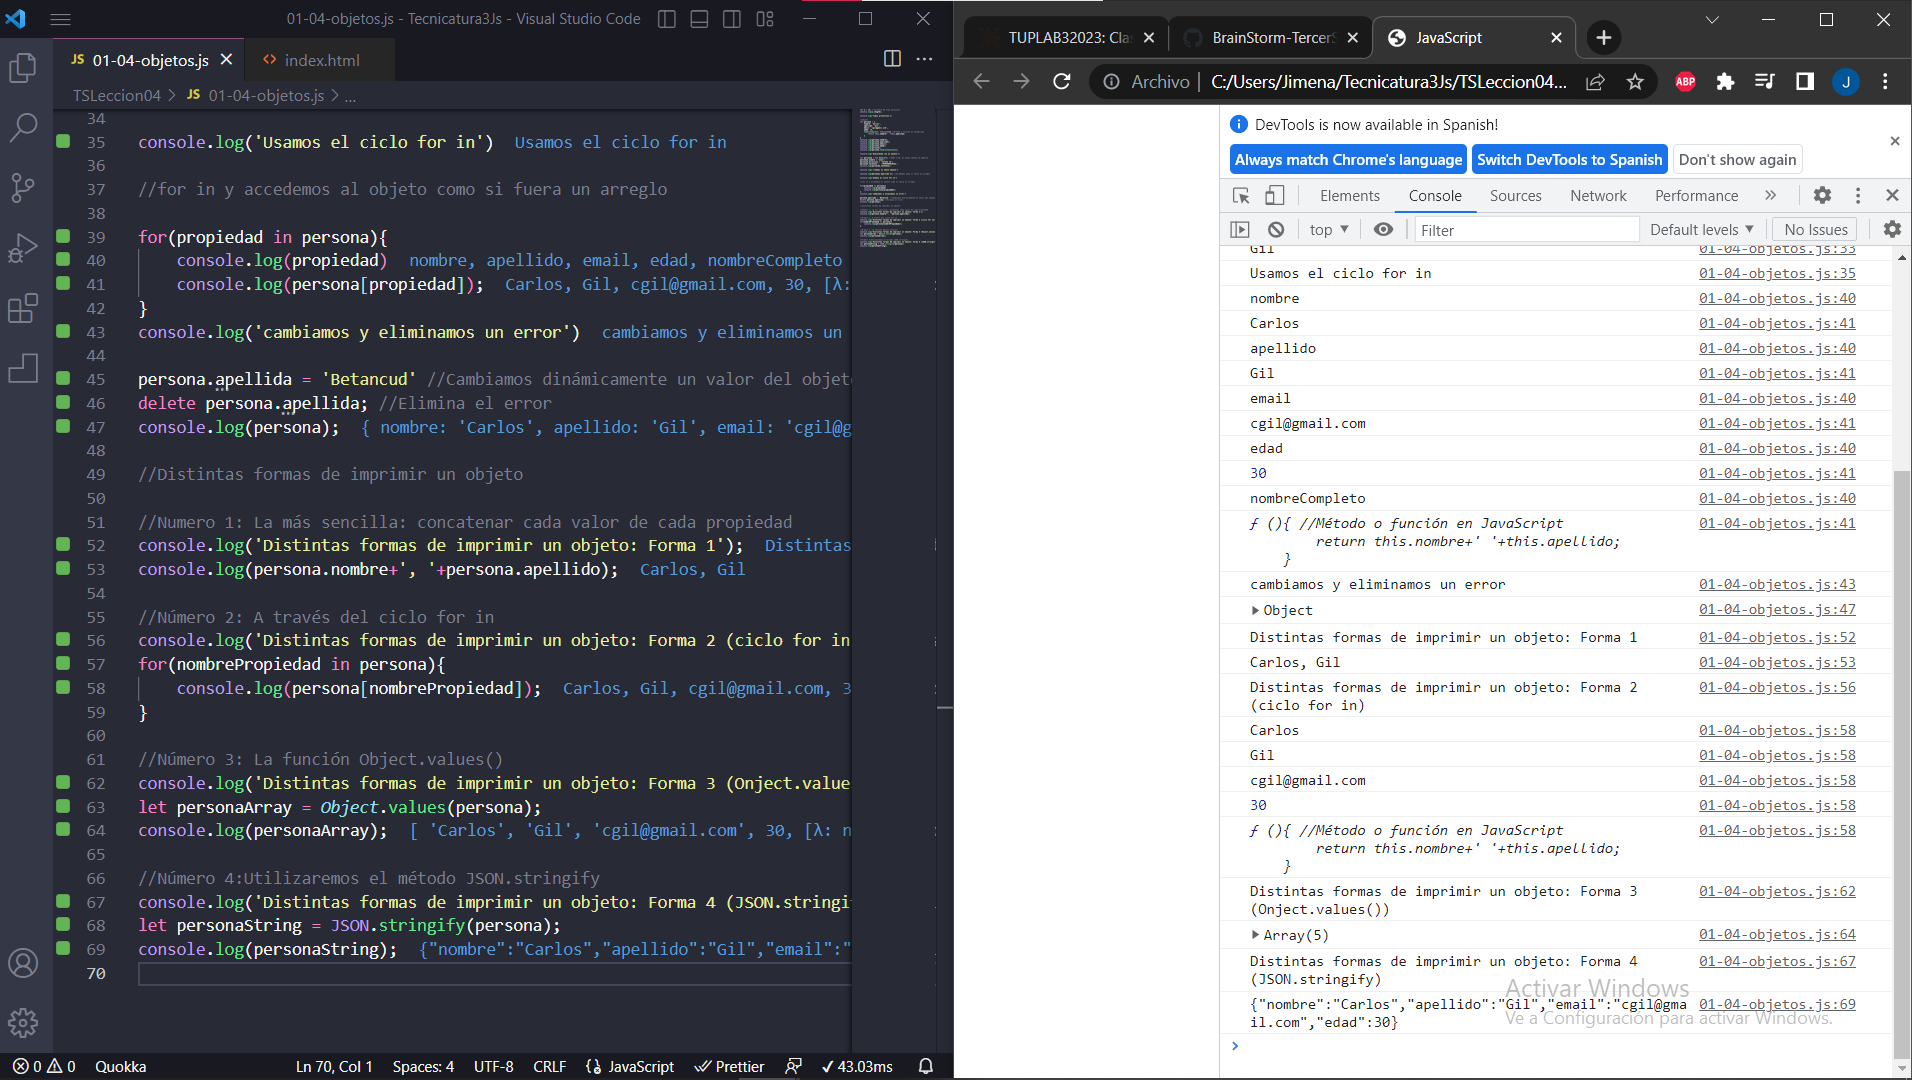 01-04-objetos.js - Tecnicatura3Js - Visual Studio Code
JS 01-04-objetos.js
<> index.html
TSLeccion04 > JS 01-04-objetos.js > ...
34
35 console.log('Usamos el ciclo for in') Usamos el ciclo for in
36
37 //for in y accedemos al objeto como si fuera un arreglo
38
39 for(propiedad in persona){
40 console.log(propiedad) nombre, apellido, email, edad, nombreCompleto
41 console.log(persona[propiedad]); Carlos, Gil, cgil@gmail.com, 30, [λ:
42 }
43 console.log('cambiamos y eliminamos un error') cambiamos y eliminamos un
44
45 persona.apellida = 'Betancud' //Cambiamos dinámicamente un valor del objet
46 delete persona.apellida; //Elimina el error
47 console.log(persona); { nombre: 'Carlos', apellido: 'Gil', email: 'cgil@g
48
49 //Distintas formas de imprimir un objeto
50
51 //Numero 1: La más sencilla: concatenar cada valor de cada propiedad
52 console.log('Distintas formas de imprimir un objeto: Forma 1'); Distintas
53 console.log(persona.nombre+', '+persona.apellido); Carlos, Gil
54
55 //Número 2: A través del ciclo for in
56 console.log('Distintas formas de imprimir un objeto: Forma 2 (ciclo for in
57 for(nombrePropiedad in persona){
58 console.log(persona[nombrePropiedad]); Carlos, Gil, cgil@gmail.com, 3
59 }
60
61 //Número 3: La función Object.values()
62 console.log('Distintas formas de imprimir un objeto: Forma 3 (Onject.value
63 let personaArray = Object.values(persona);
64 console.log(personaArray); [ 'Carlos', 'Gil', 'cgil@gmail.com', 30, [λ: n
65
66 //Número 4:Utilizaremos el método JSON.stringify
67 console.log('Distintas formas de imprimir un objeto: Forma 4 (JSON.stringi
68 let personaString = JSON.stringify(persona);
69 console.log(personaString); {"nombre":"Carlos","apellido":"Gil","email":"
70
0 0 Quokka Ln 70, Col 1 Spaces: 4 UTF-8 CRLF {} JavaScript Prettier 43.03ms
TUPLAB32023: Cla
BrainStorm-TercerS
JavaScript
Archivo | C:/Users/Jimena/Tecnicatura3Js/TSLeccion04... ABP J
DevTools is now available in Spanish!
Always match Chrome's language Switch DevTools to Spanish Don't show again
Elements Console Sources Network Performance »
top Filter Default levels No Issues
Gil 01-04-objetos.js:33
Usamos el ciclo for in 01-04-objetos.js:35
nombre 01-04-objetos.js:40
Carlos 01-04-objetos.js:41
apellido 01-04-objetos.js:40
Gil 01-04-objetos.js:41
email 01-04-objetos.js:40
cgil@gmail.com 01-04-objetos.js:41
edad 01-04-objetos.js:40
30 01-04-objetos.js:41
nombreCompleto 01-04-objetos.js:40
ƒ (){ //Método o función en JavaScript 01-04-objetos.js:41
return this.nombre+' '+this.apellido;
}
cambiamos y eliminamos un error 01-04-objetos.js:43
Object 01-04-objetos.js:47
Distintas formas de imprimir un objeto: Forma 1 01-04-objetos.js:52
Carlos, Gil 01-04-objetos.js:53
Distintas formas de imprimir un objeto: Forma 2 01-04-objetos.js:56
(ciclo for in)
Carlos 01-04-objetos.js:58
Gil 01-04-objetos.js:58
cgil@gmail.com 01-04-objetos.js:58
30 01-04-objetos.js:58
ƒ (){ //Método o función en JavaScript 01-04-objetos.js:58
return this.nombre+' '+this.apellido;
}
Distintas formas de imprimir un objeto: Forma 3 01-04-objetos.js:62
(Onject.values())
Array(5) 01-04-objetos.js:64
Distintas formas de imprimir un objeto: Forma 4 01-04-objetos.js:67
(JSON.stringify)
Activar Windows
{"nombre":"Carlos","apellido":"Gil","email":"cgil@gma 01-04-objetos.js:69
il.com","edad":30}
Ve a Configuración para activar Windows.